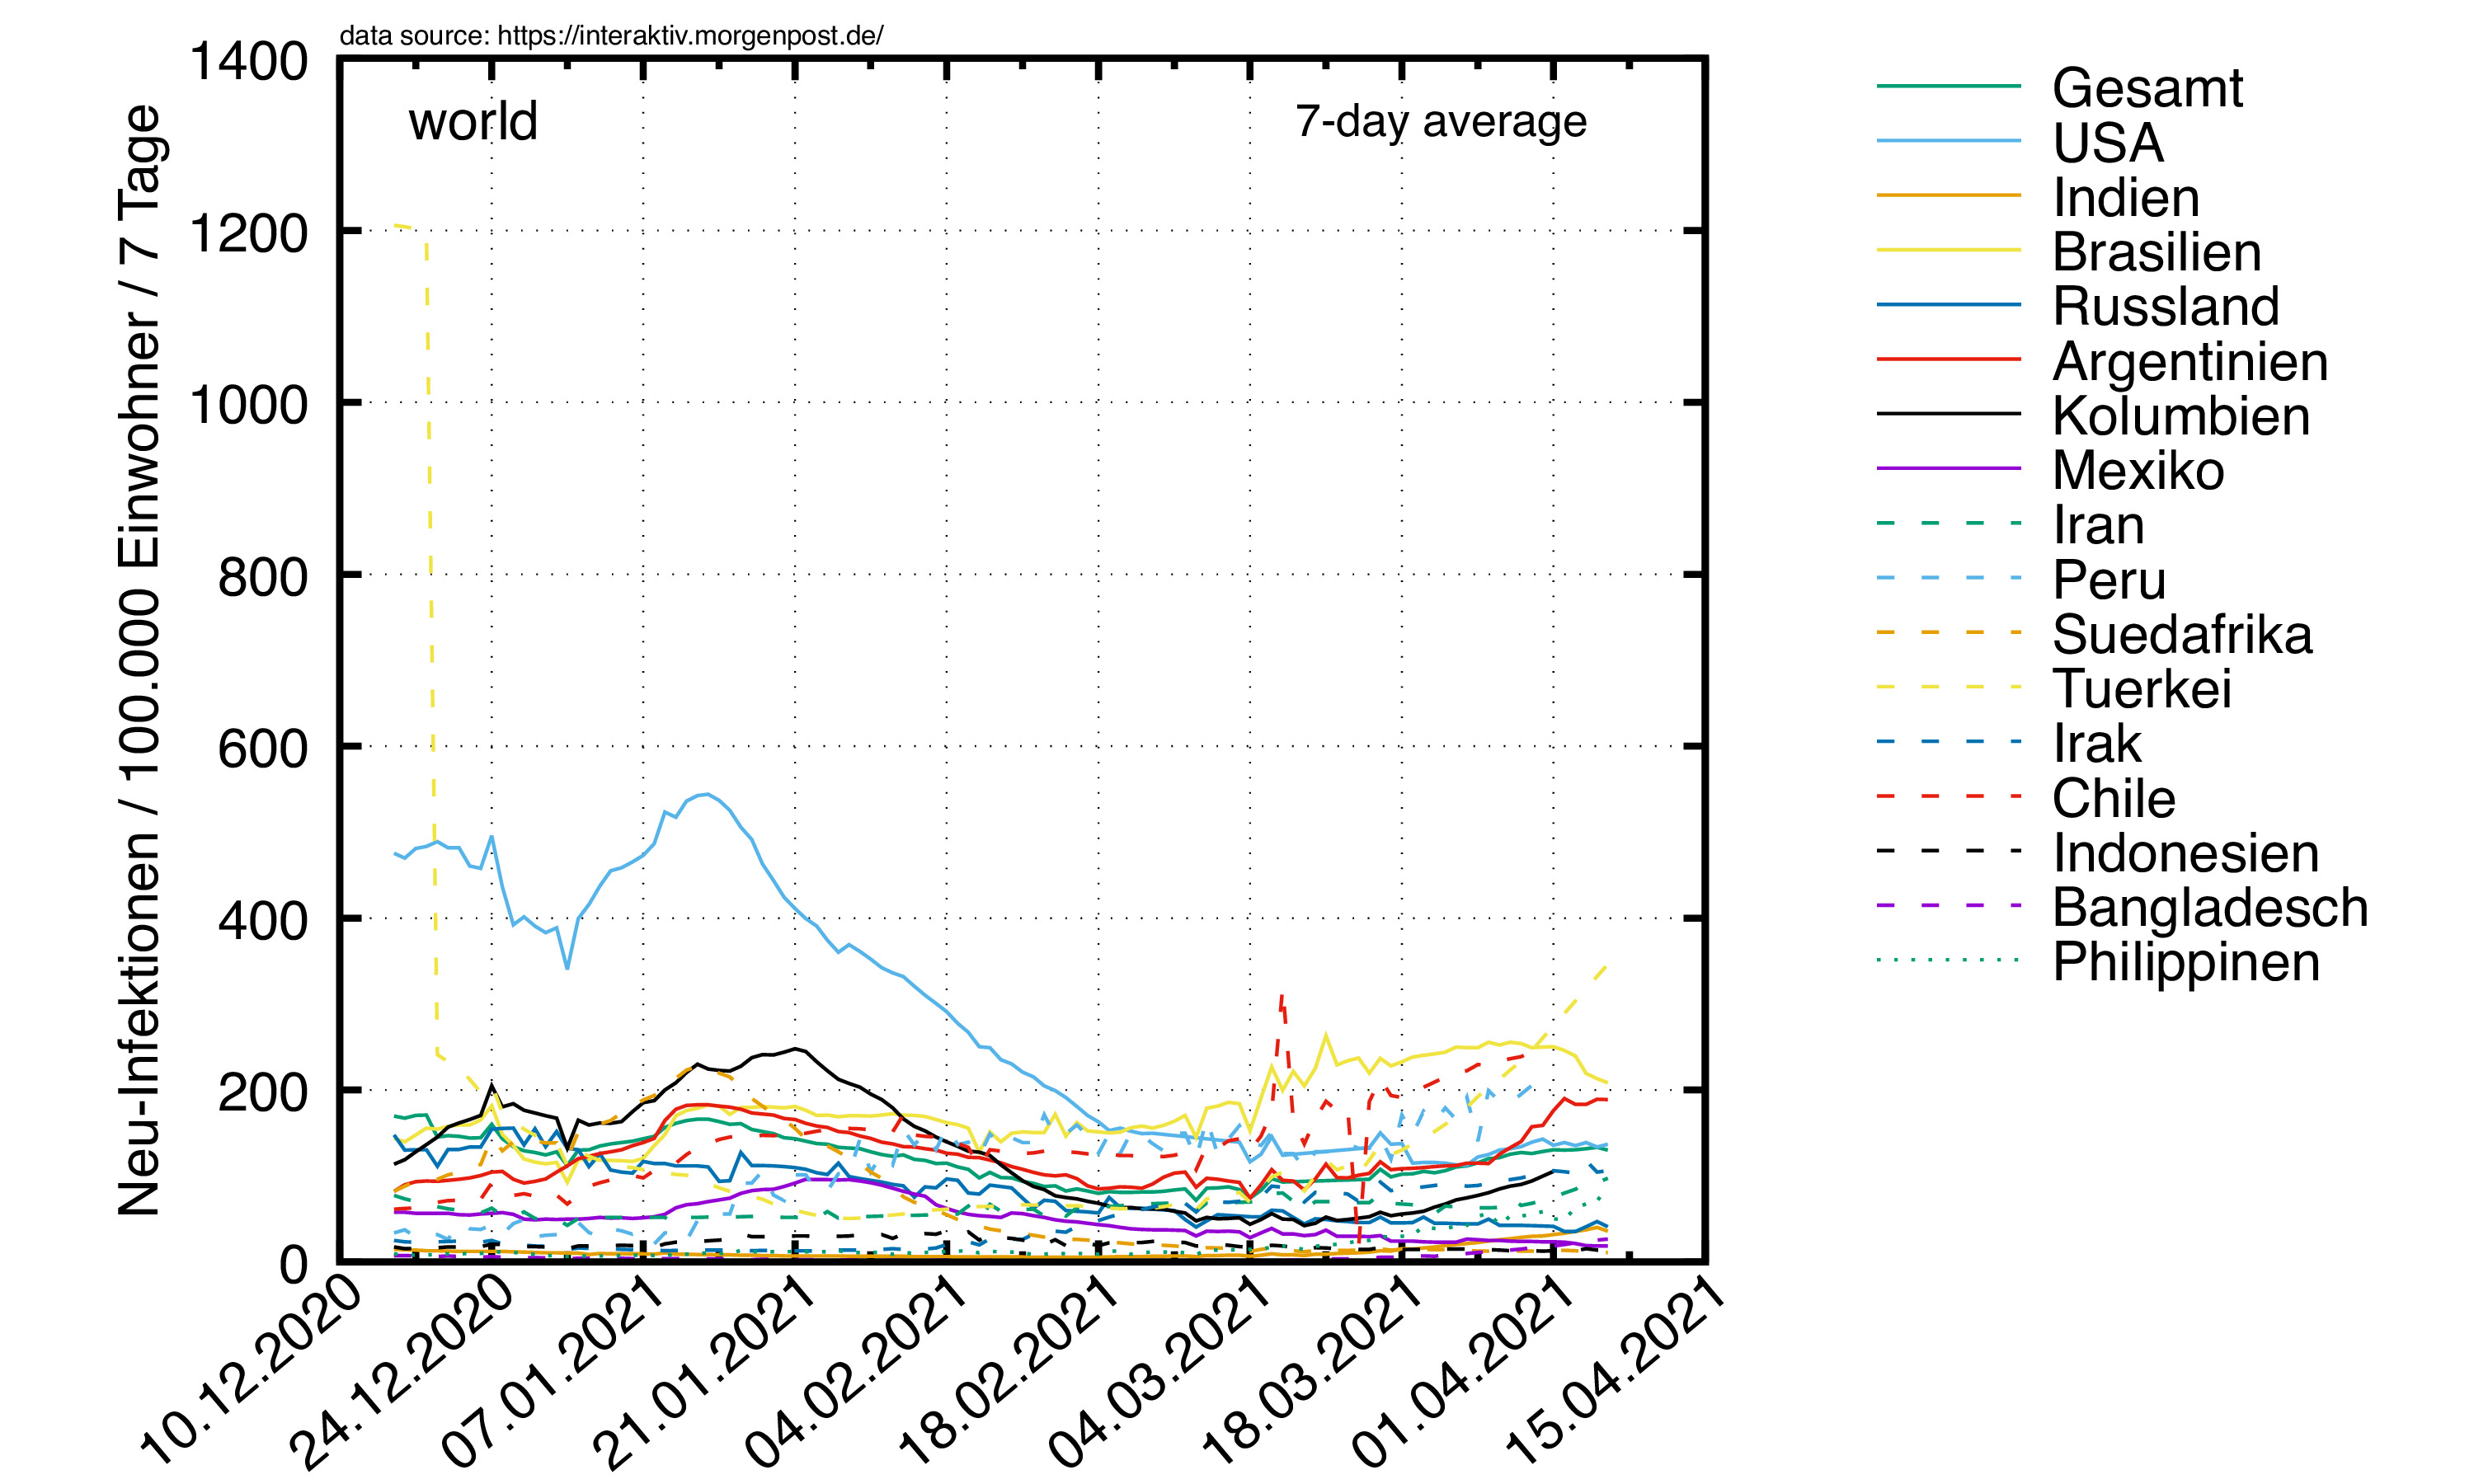 data source: https://interaktiv.morgenpost.de/
world
7-day average
Neu-Infektionen / 100.000 Einwohner / 7 Tage
1400
1200
1000
800
600
400
200
0
10.12.2020
24.12.2020
07.01.2021
21.01.2021
04.02.2021
18.02.2021
04.03.2021
18.03.2021
01.04.2021
15.04.2021
Gesamt
USA
Indien
Brasilien
Russland
Argentinien
Kolumbien
Mexiko
Iran
Peru
Suedafrika
Tuerkei
Irak
Chile
Indonesien
Bangladesch
Philippinen